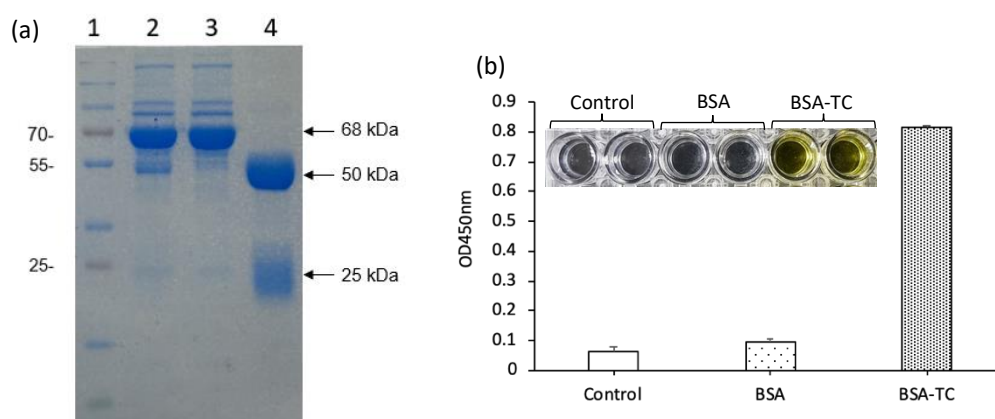 (a)
1 2 3 4
70-
55-
25-
68 kDa
50 kDa
25 kDa
(b)
Control BSA BSA-TC
0.9
0.8
0.7
0.6
0.5
0.4
0.3
0.2
0.1
0
OD450nm
Control BSA BSA-TC